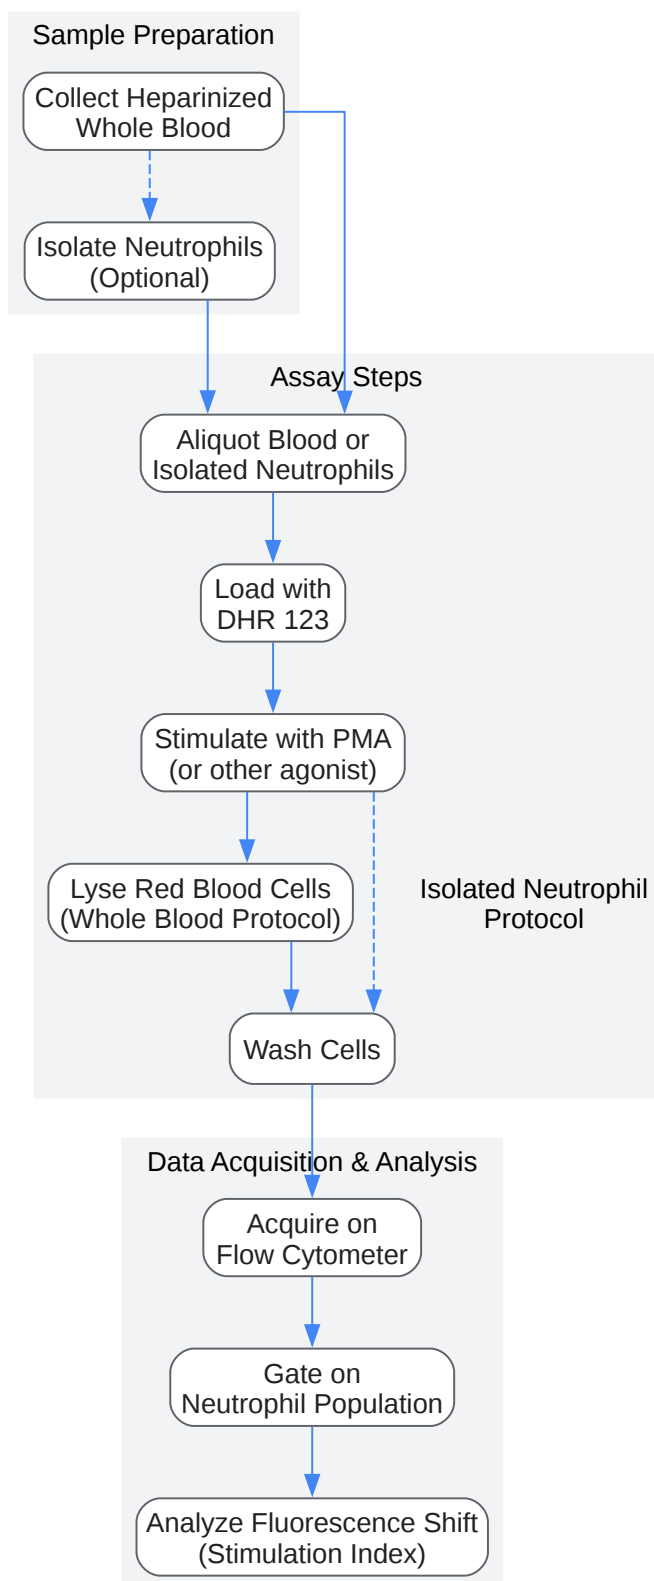 Sample Preparation
Collect Heparinized
Whole Blood
Isolate Neutrophils
(Optional)
Assay Steps
Aliquot Blood or
Isolated Neutrophils
Load with
DHR 123
Stimulate with PMA
(or other agonist)
Lyse Red Blood Cells
(Whole Blood Protocol)
Isolated Neutrophil
Protocol
Wash Cells
Data Acquisition & Analysis
Acquire on
Flow Cytometer
Gate on
Neutrophil Population
Analyze Fluorescence Shift
(Stimulation Index)